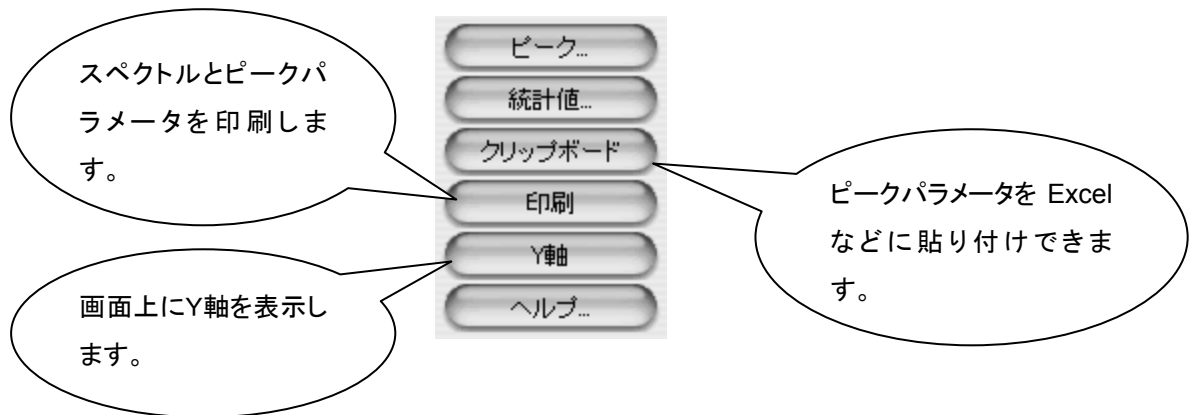 スペクトルとピークパ
ラメータを印刷しま
す。
ピーク...
統計値...
クリップボード
印刷
Y軸
ヘルプ...
ピークパラメータを Excel
などに貼り付けできま
す。
画面上にY軸を表示し
ます。